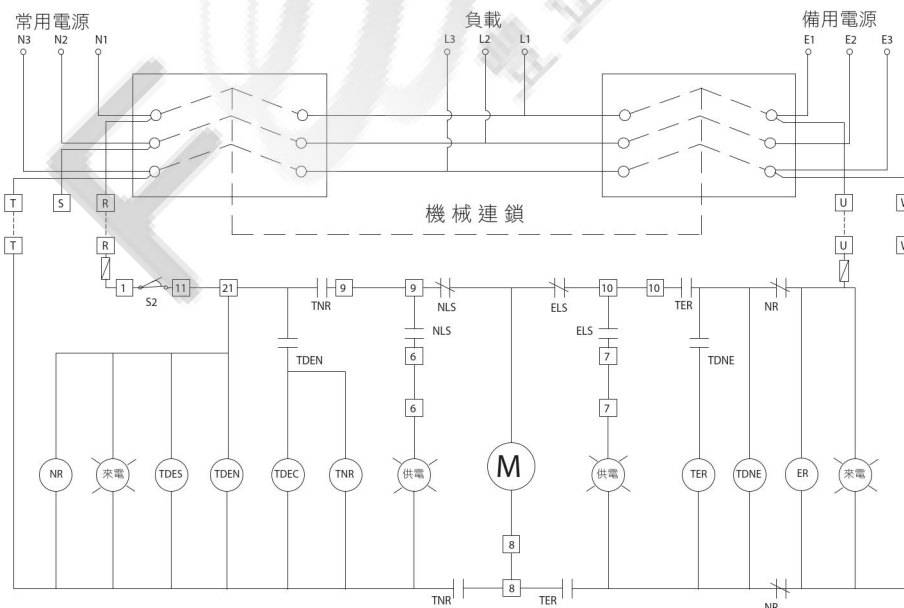 常用電源
負載
備用電源
N3 N2 N1
L3 L2 L1
E1 E2 E3
機械連鎖
T S R U
T R U
1 S2 11 21 TNR 9 9 NLS ELS 10 10 TER NR
NLS ELS
TDEN 6 7 TDNE
6 7
NR 來電 TDES TDEN TDEC TNR 供電 M 供電 TER TDNE ER 來電
8
TNR 8 TER NR